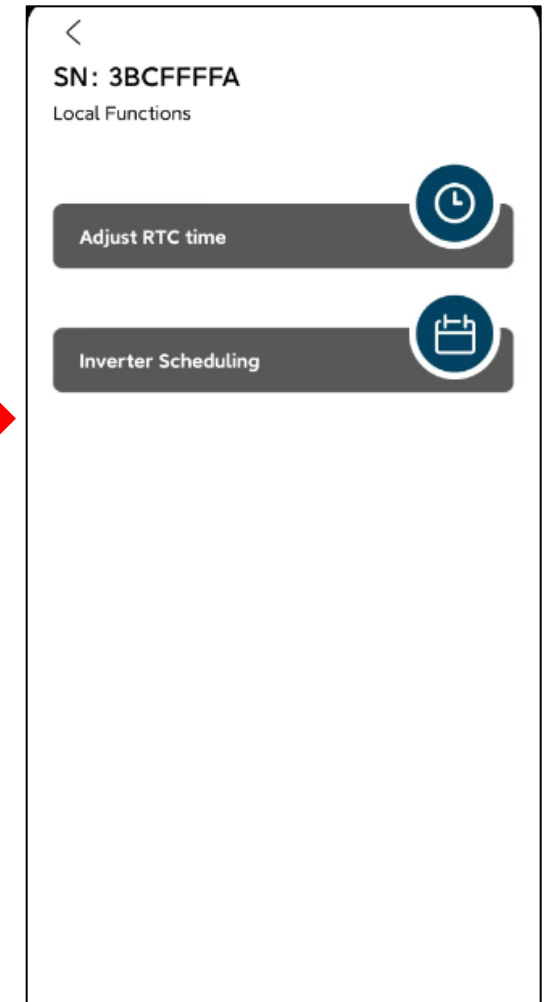 SN: 3BCFFFFA
Local Functions
Adjust RTC time
Inverter Scheduling